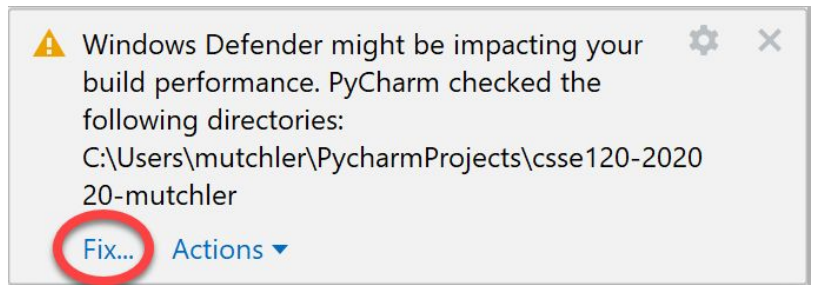 Windows Defender might be impacting your
build performance. PyCharm checked the
following directories:
C:\Users\mutchler\PycharmProjects\csse120-2020
20-mutchler
Fix... Actions